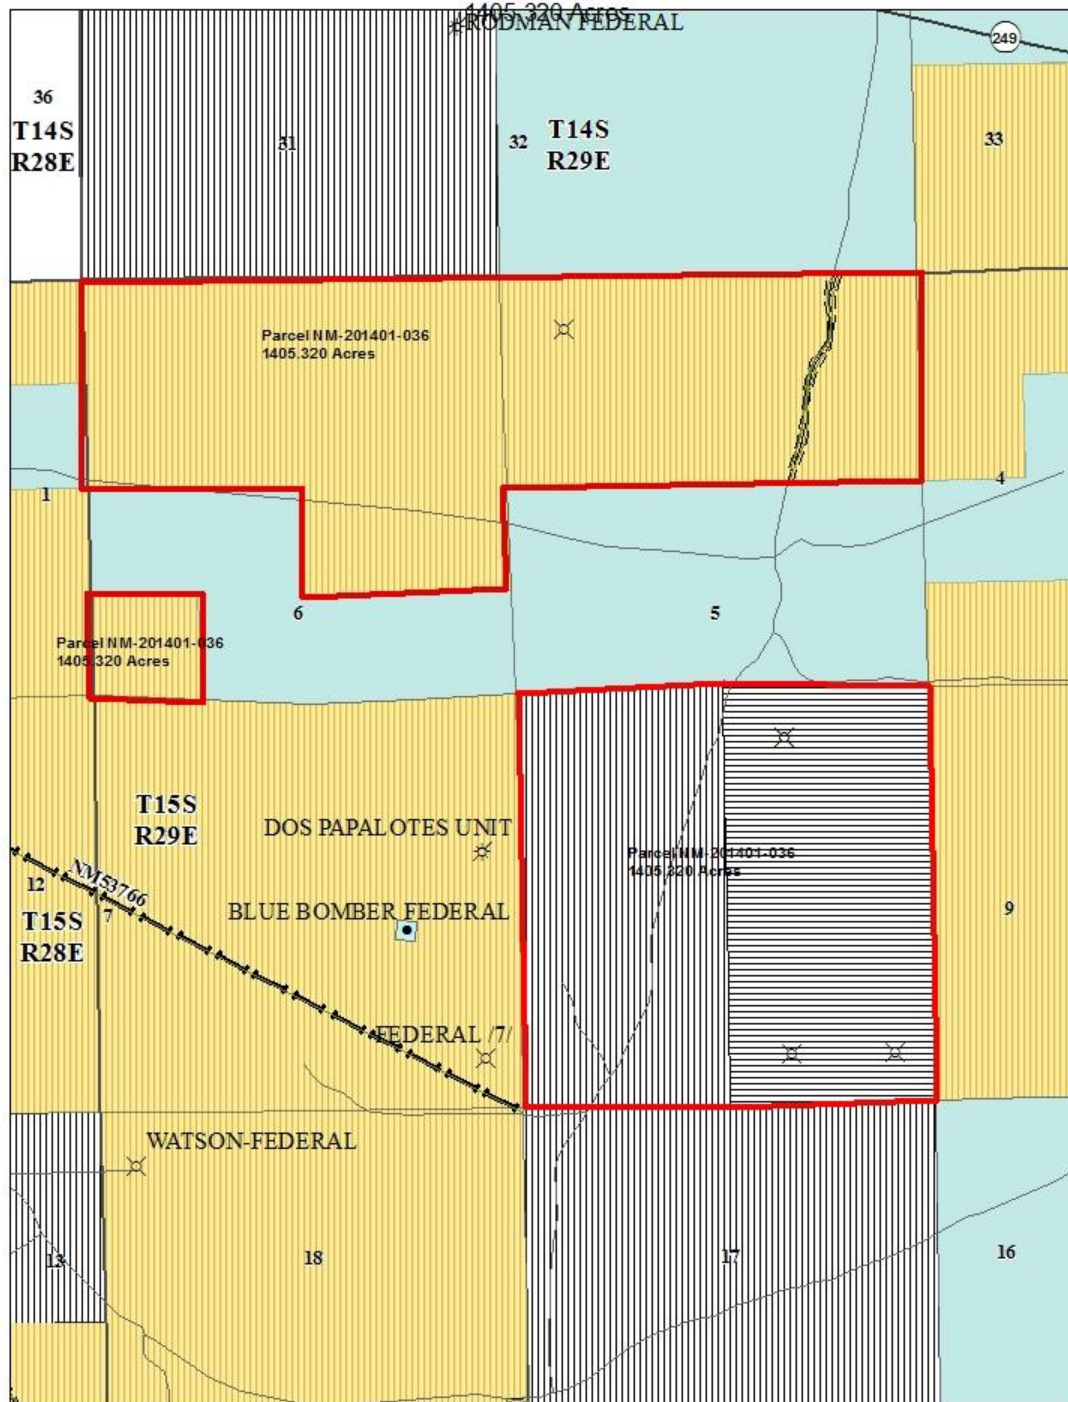 1405.320 Acres
RODMAN FEDERAL
249
36
T14S
R28E
31
32
T14S
R29E
33
Parcel NM-201401-036
1405.320 Acres
1
4
6
5
Parcel NM-201401-036
1405.320 Acres
T15S
R29E
DOS PAPALOTES UNIT
Parcel NM-201401-036
1405.320 Acres
NM53766
12
7
T15S
R28E
BLUE BOMBER FEDERAL
9
FEDERAL /7/
WATSON-FEDERAL
13
18
17
16